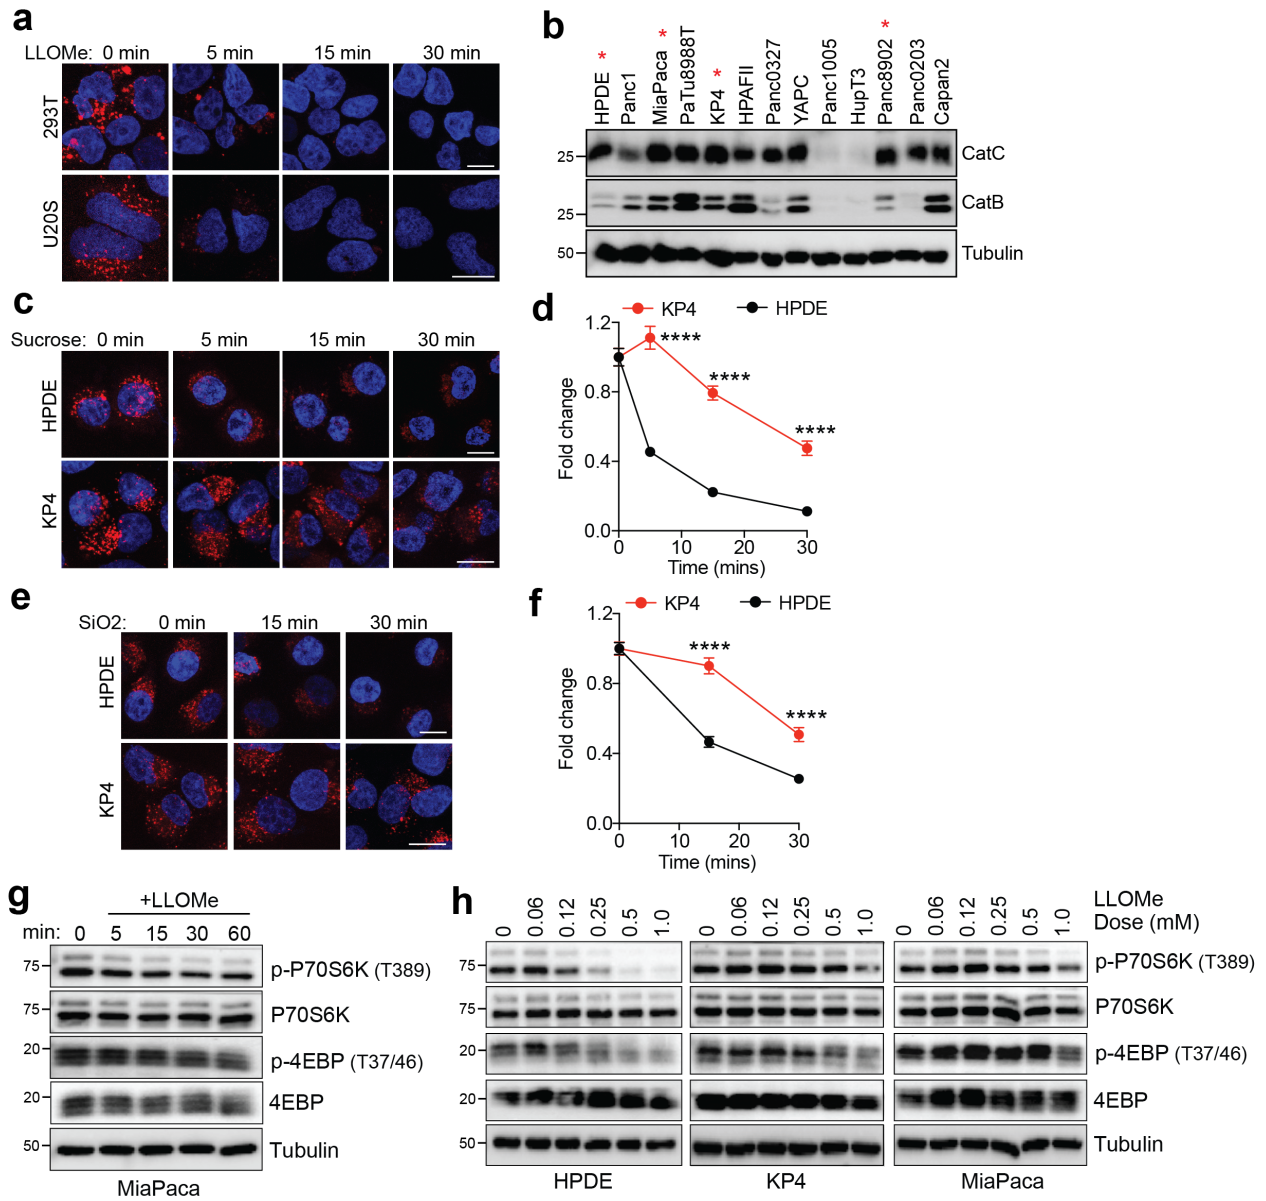 a
LLOMe: 0 min 5 min 15 min 30 min
293T
U20S
b
HPDE * Panc1 MiaPaca * PaTu8988T KP4 * HPAFII Panc0327 YAPC Panc1005 HupT3 Panc8902 * Panc0203 Capan2
25 CatC
25 CatB
50 Tubulin
c
Sucrose: 0 min 5 min 15 min 30 min
HPDE
KP4
d
KP4 HPDE
Fold change
1.2
0.8
0.4
0.0
**** **** ****
0 10 20 30
Time (mins)
e
SiO2: 0 min 15 min 30 min
HPDE
KP4
f
KP4 HPDE
Fold change
1.2
0.8
0.4
0.0
**** ****
0 10 20 30
Time (mins)
g
+LLOMe
min: 0 5 15 30 60
75 p-P70S6K (T389)
75 P70S6K
20 p-4EBP (T37/46)
20 4EBP
50 Tubulin
MiaPaca
h
0 0.06 0.12 0.25 0.5 1.0 0 0.06 0.12 0.25 0.5 1.0 0 0.06 0.12 0.25 0.5 1.0 LLOMe
Dose (mM)
75 p-P70S6K (T389)
75 P70S6K
20 p-4EBP (T37/46)
20 4EBP
50 Tubulin
HPDE KP4 MiaPaca